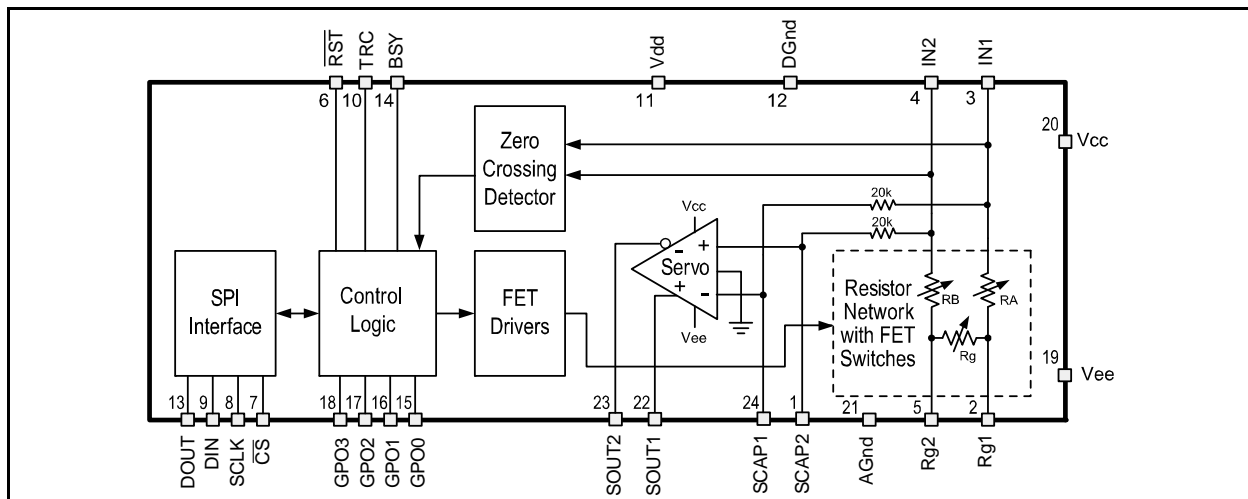 RST
TRC
BSY
Vdd
DGnd
IN2
IN1
6
10
14
11
12
4
3
20
Vcc
Zero
Crossing
Detector
20k
20k
Vcc
+
-
Servo
+
-
Vee
SPI
Interface
Control
Logic
FET
Drivers
Resistor
Network
with FET
Switches
RB
RA
Rg
19
Vee
13
9
8
7
18
17
16
15
23
22
24
1
21
5
2
DOUT
DIN
SCLK
CS
GPO3
GPO2
GPO1
GPO0
SOUT2
SOUT1
SCAP1
SCAP2
AGnd
Rg2
Rg1